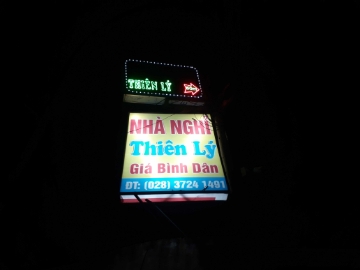 THIÊN LÝ
NHÀ NGHỈ
Thiên Lý
Giá Bình Dân
ĐT: (028) 3724 1491